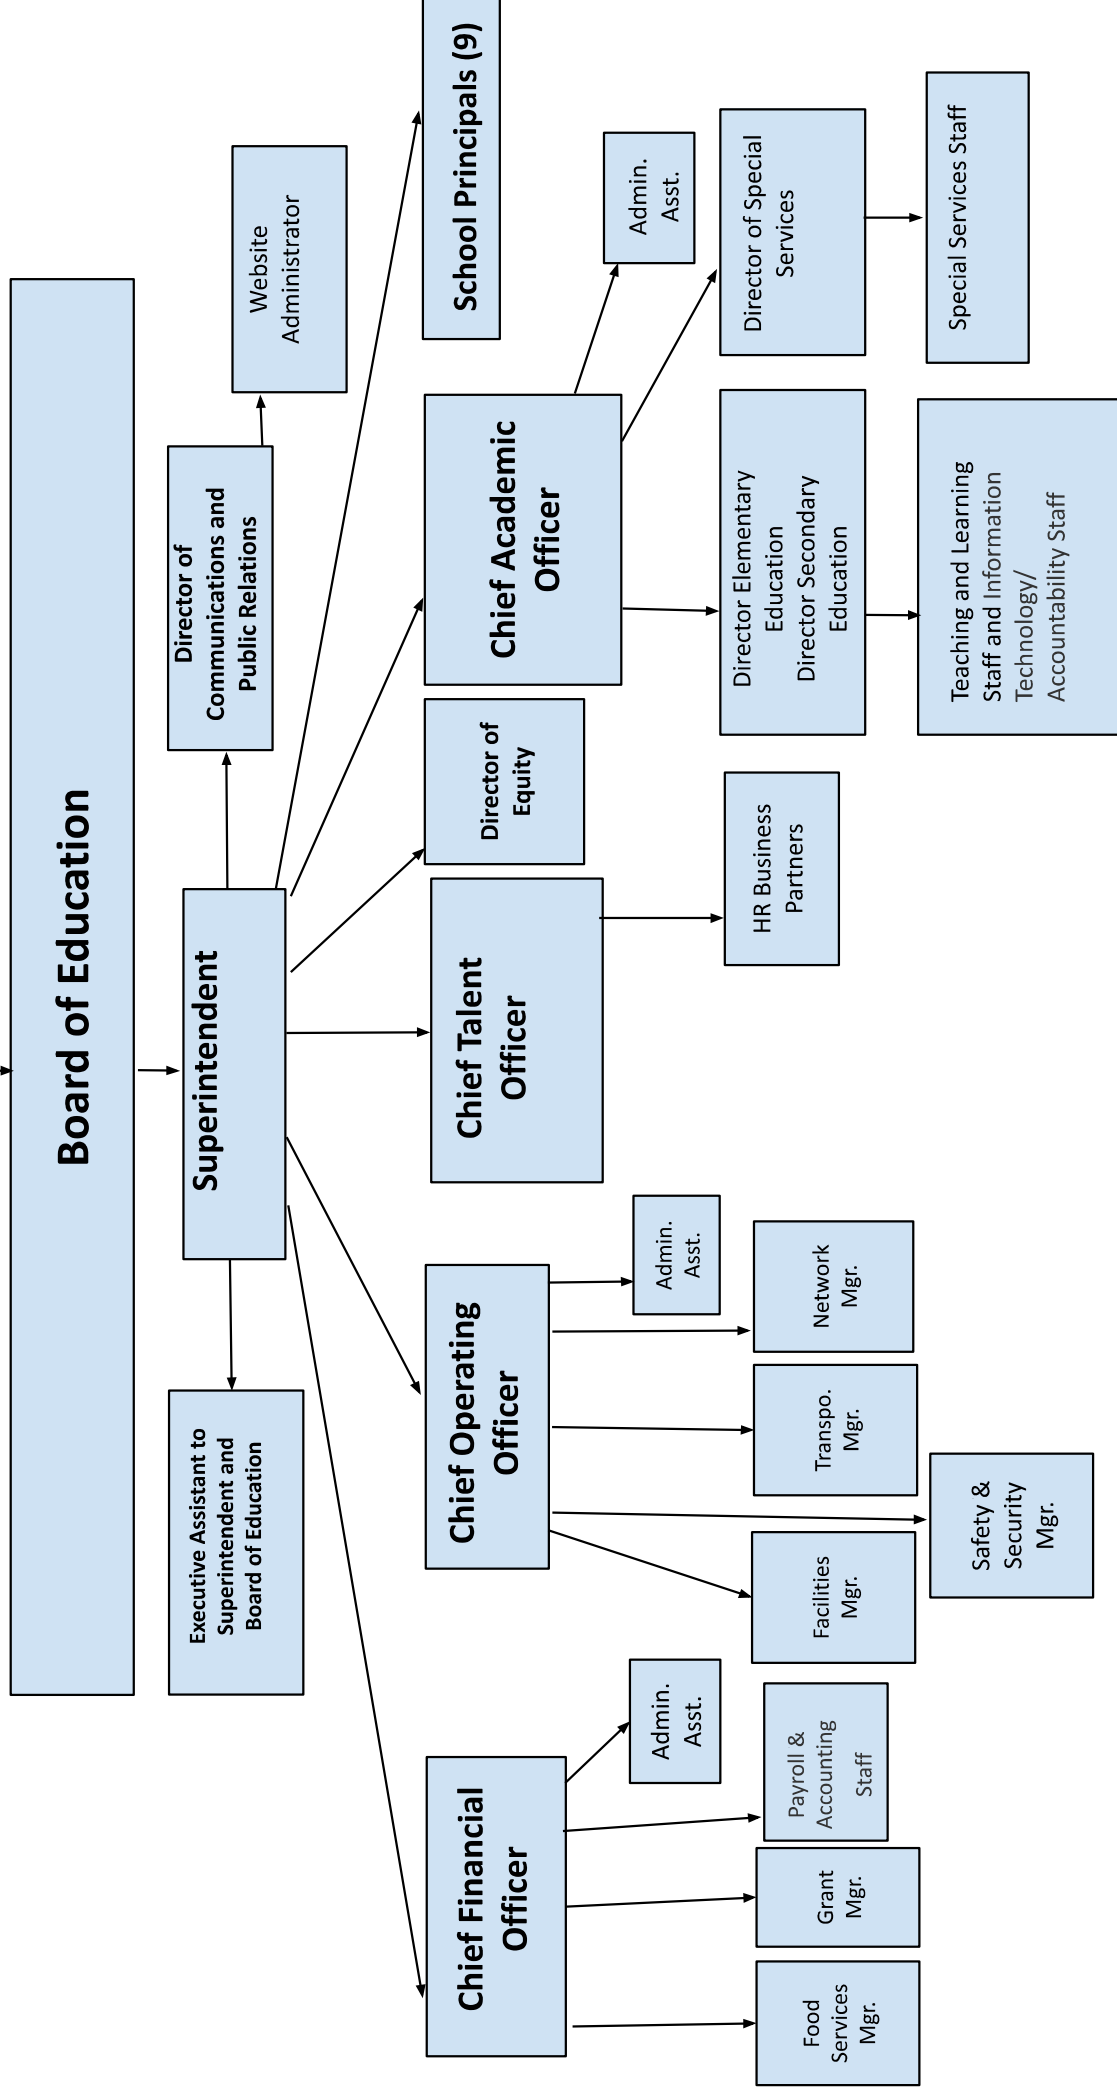 Board of Education
Executive Assistant to
Superintendent and
Board of Education
Superintendent
Director of
Communications and
Public Relations
Website
Administrator
Chief Financial
Officer
Chief Operating
Officer
Chief Talent
Officer
Director of
Equity
Chief Academic
Officer
School Principals (9)
Admin.
Asst.
Admin.
Asst.
Admin.
Asst.
Food
Services
Mgr.
Grant
Mgr.
Payroll &
Accounting
Staff
Facilities
Mgr.
Transpo.
Mgr.
Network
Mgr.
HR Business
Partners
Director Elementary
Education
Director Secondary
Education
Director of Special
Services
Safety &
Security
Mgr.
Teaching and Learning
Staff and Information
Technology/
Accountability Staff
Special Services Staff